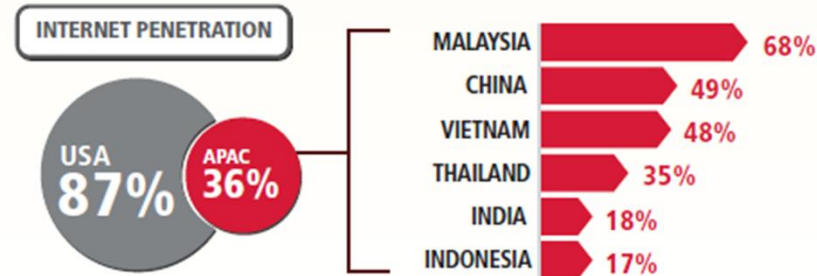 INTERNET PENETRATION
USA
87%
APAC
36%
MALAYSIA 68%
CHINA 49%
VIETNAM 48%
THAILAND 35%
INDIA 18%
INDONESIA 17%